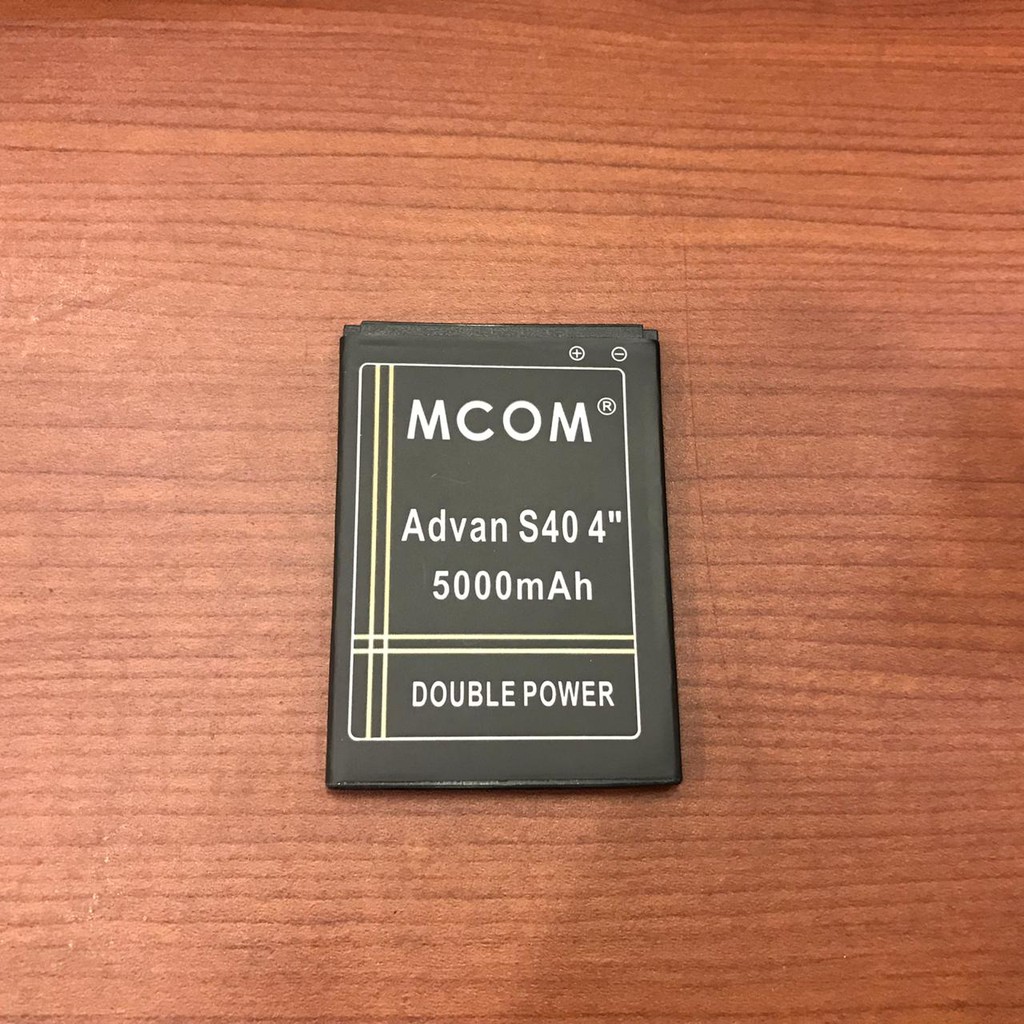 ⊕ ⊖
MCOM®
Advan S40 4"
5000mAh
DOUBLE POWER